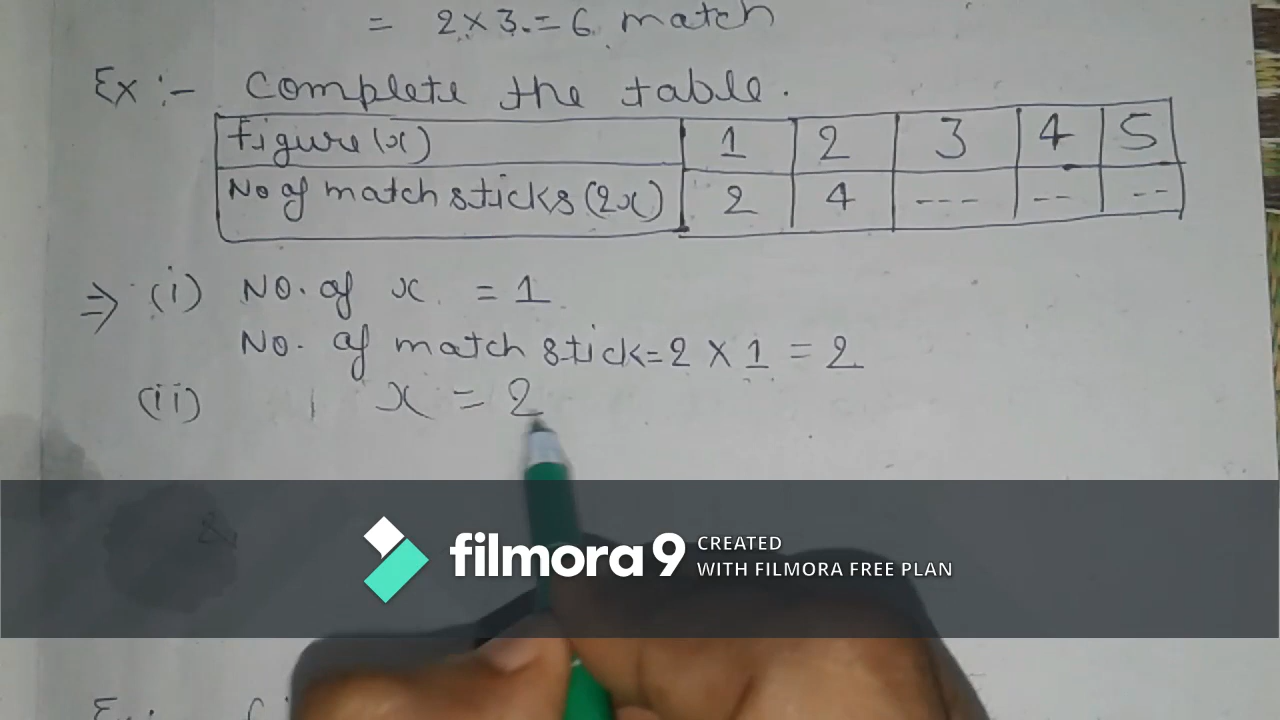 = 2×3.=6 match
Ex :- Complete the table.
Figure(x) 1 2 3 4 5
No of match sticks (2x) 2 4 --- -- --
⇒ (i) No. of x = 1
No. of match stick=2 × 1 = 2
(ii) x = 2
filmora 9 CREATED
WITH FILMORA FREE PLAN